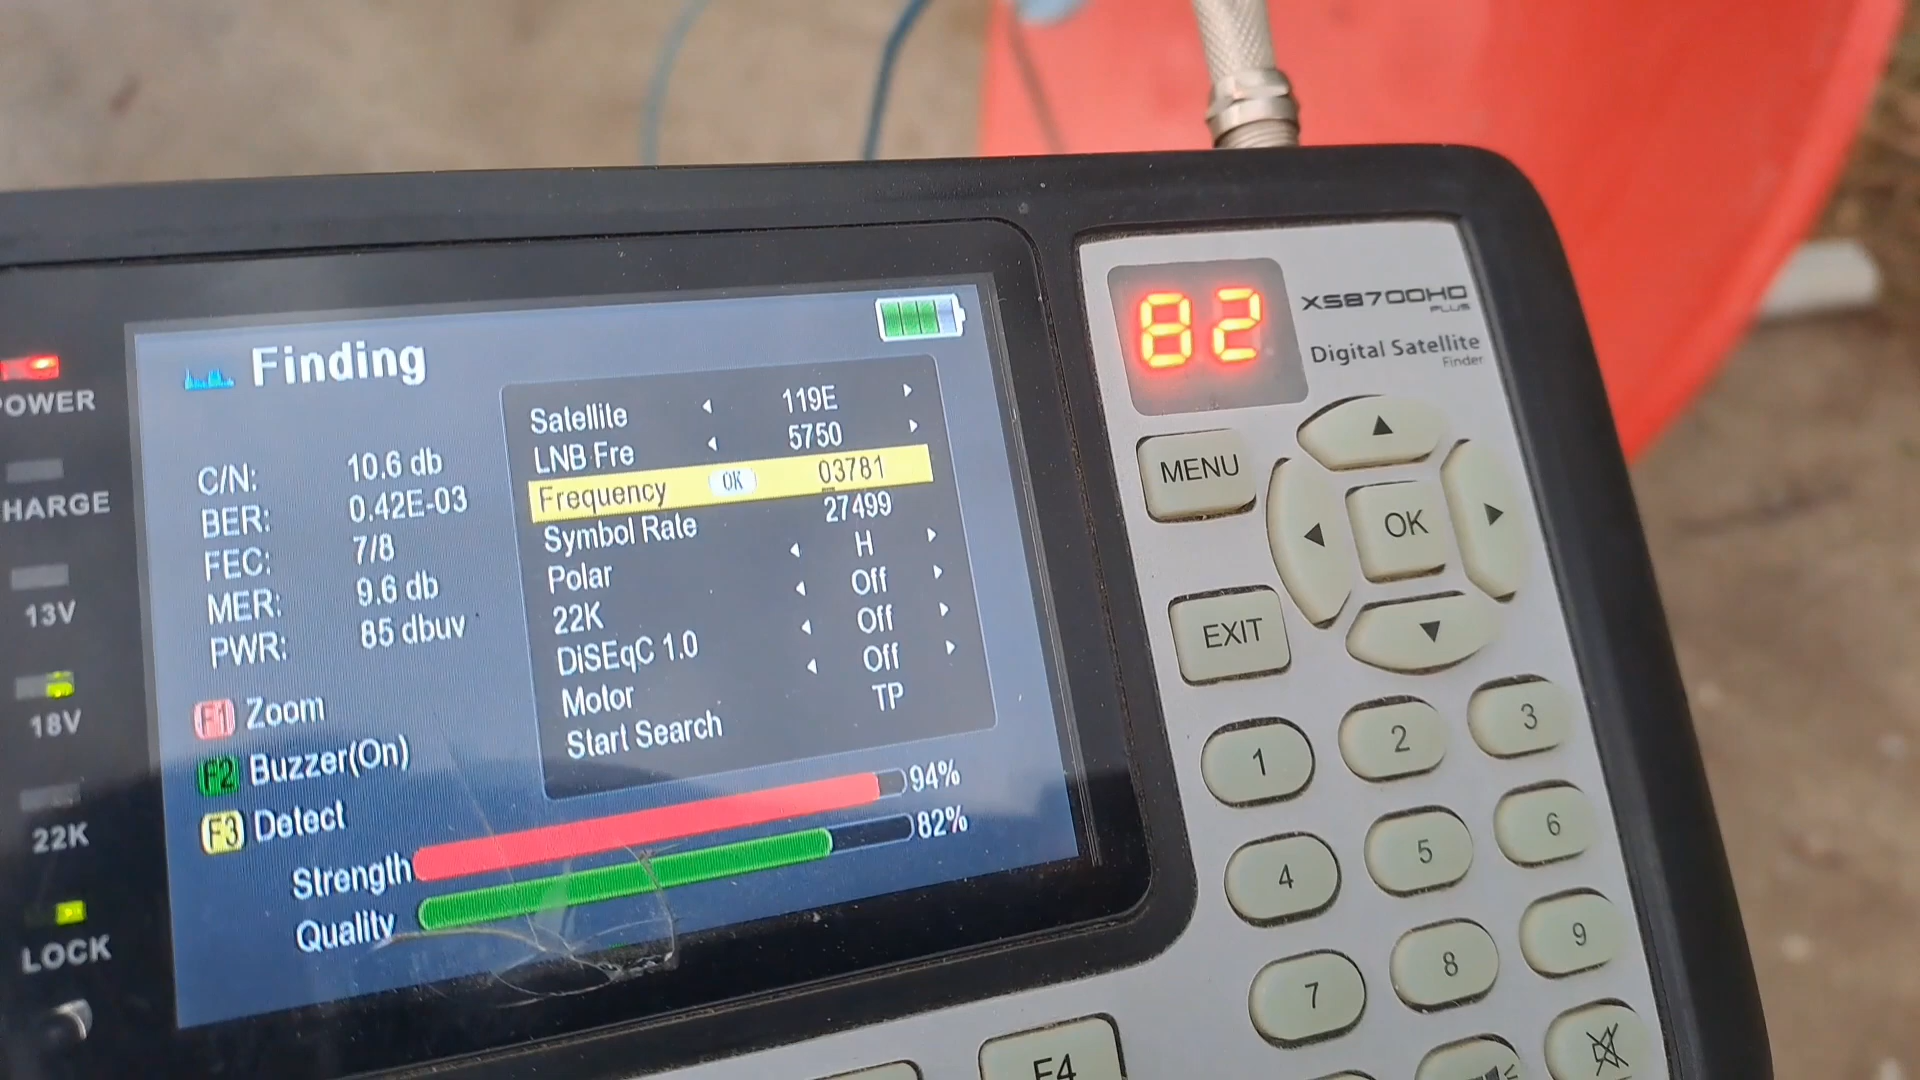 82
XS8700HD
PLUS
Digital Satellite
Finder
Finding
POWER
CHARGE
13V
18V
22K
LOCK
C/N: 10.6 db
BER: 0.42E-03
FEC: 7/8
MER: 9.6 db
PWR: 85 dbuv
F1 Zoom
F2 Buzzer(On)
F3 Detect
Satellite 119E
LNB Fre 5750
Frequency OK 03781
Symbol Rate 27499
Polar H
22K Off
DiSEqC 1.0 Off
Motor Off
Start Search TP
Strength 94%
Quality 82%
MENU
OK
EXIT
1 2 3
4 5 6
7 8 9
F4